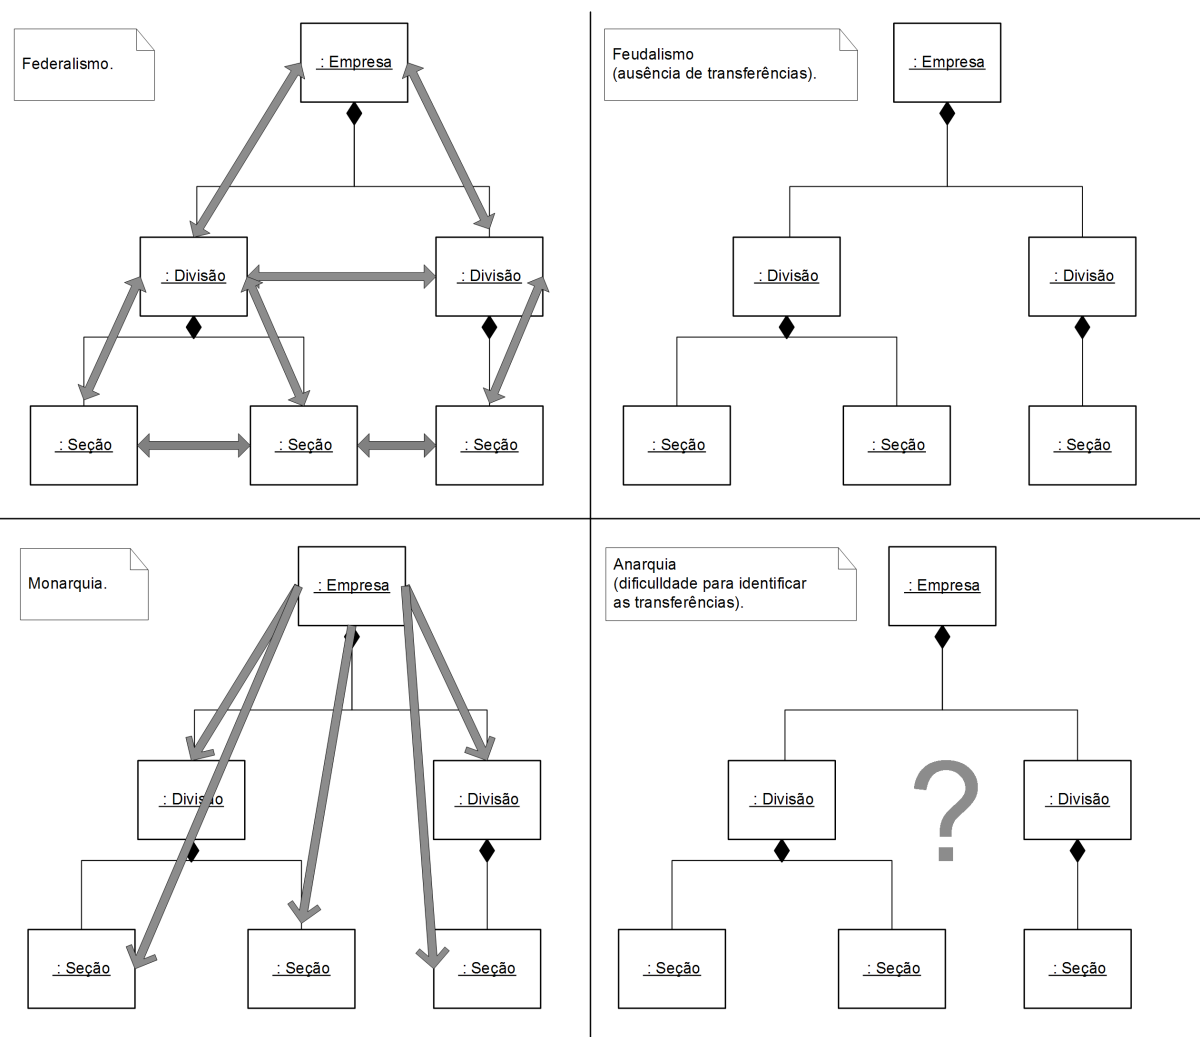 Federalismo.
: Empresa
: Divisão
: Divisão
: Seção
: Seção
: Seção
Feudalismo
(ausência de transferências).
: Empresa
: Divisão
: Divisão
: Seção
: Seção
: Seção
Monarquia.
: Empresa
: Divisão
: Divisão
: Seção
: Seção
: Seção
Anarquia
(dificulldade para identificar
as transferências).
: Empresa
: Divisão
?
: Divisão
: Seção
: Seção
: Seção